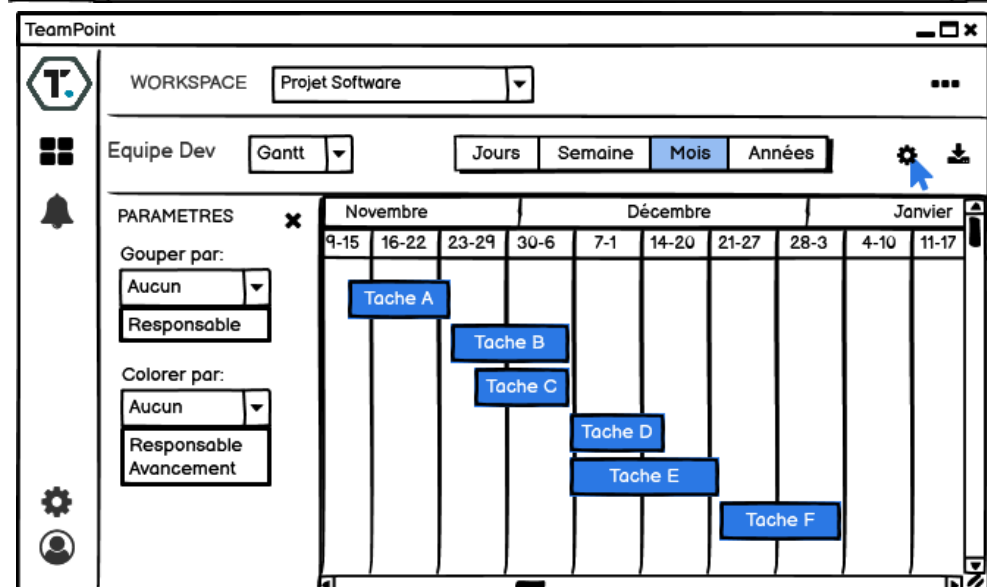 TeamPoint
T.
WORKSPACE Projet Software
Equipe Dev Gantt Jours Semaine Mois Années
PARAMETRES
Gouper par:
Aucun
Responsable
Colorer par:
Aucun
Responsable
Avancement
Novembre Décembre Janvier
9-15 16-22 23-29 30-6 7-1 14-20 21-27 28-3 4-10 11-17
Tache A
Tache B
Tache C
Tache D
Tache E
Tache F